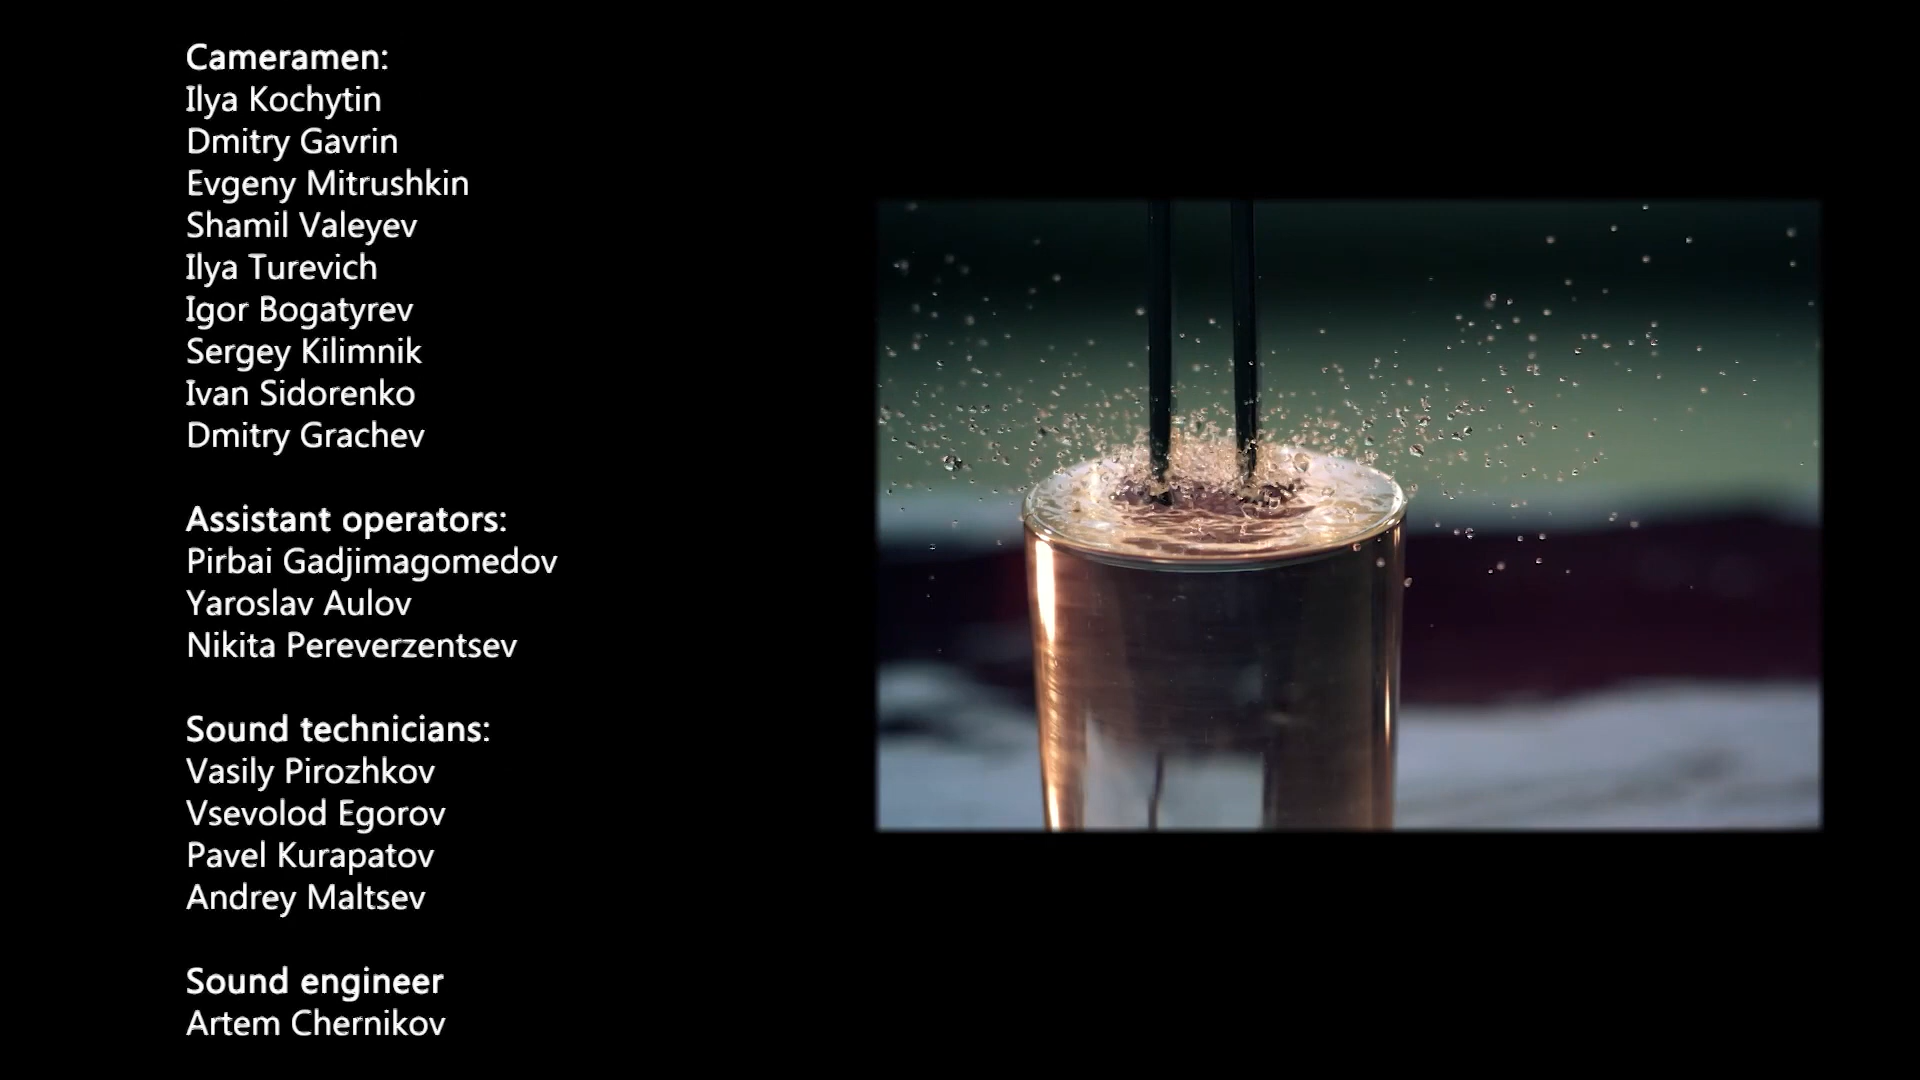 Cameramen:
Ilya Kochytin
Dmitry Gavrin
Evgeny Mitrushkin
Shamil Valeyev
Ilya Turevich
Igor Bogatyrev
Sergey Kilimnik
Ivan Sidorenko
Dmitry Grachev
Assistant operators:
Pirbai Gadjimagomedov
Yaroslav Aulov
Nikita Pereverzentsev
Sound technicians:
Vasily Pirozhkov
Vsevolod Egorov
Pavel Kurapatov
Andrey Maltsev
Sound engineer
Artem Chernikov